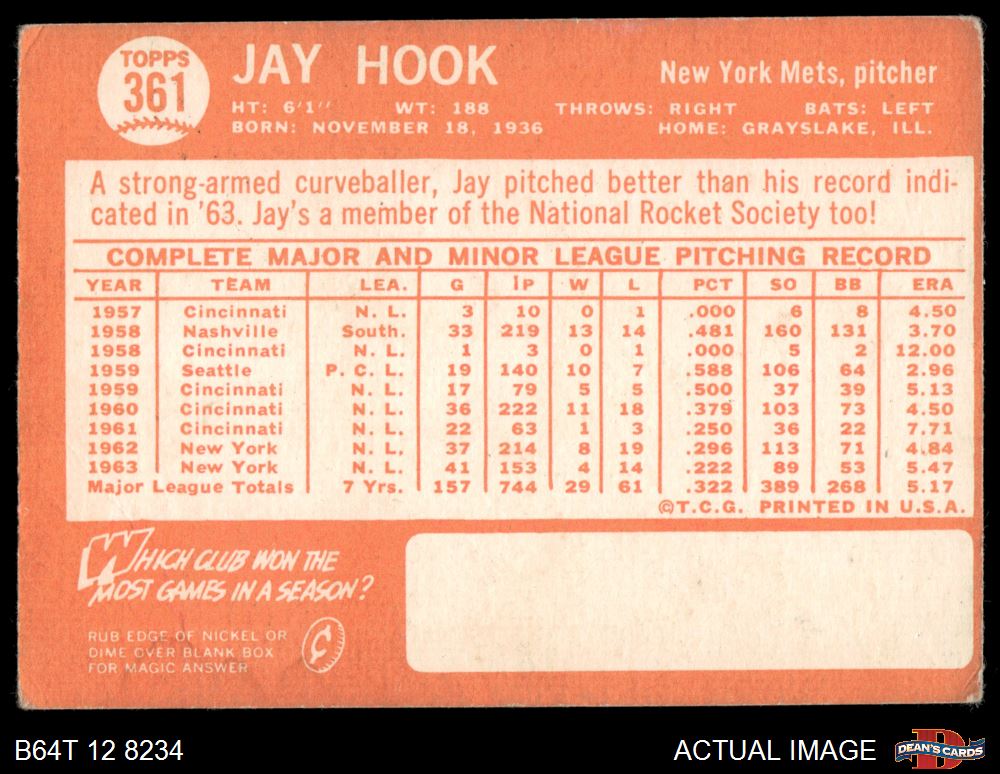 TOPPS
361
JAY HOOK
New York Mets, pitcher
HT: 6'1" WT: 188 THROWS: RIGHT BATS: LEFT
BORN: NOVEMBER 18, 1936 HOME: GRAYSLAKE, ILL.
A strong-armed curveballer, Jay pitched better than his record indi-
cated in '63. Jay's a member of the National Rocket Society too!
COMPLETE MAJOR AND MINOR LEAGUE PITCHING RECORD
YEAR TEAM LEA. G IP W L PCT SO BB ERA
1957 Cincinnati N. L. 3 10 0 1 .000 6 8 4.50
1958 Nashville South. 33 219 13 14 .481 160 131 3.70
1958 Cincinnati N. L. 1 3 0 1 .000 5 2 12.00
1959 Seattle P. C. L. 19 140 10 7 .588 106 64 2.96
1959 Cincinnati N. L. 17 79 5 5 .500 37 39 5.13
1960 Cincinnati N. L. 36 222 11 18 .379 103 73 4.50
1961 Cincinnati N. L. 22 63 1 3 .250 36 22 7.71
1962 New York N. L. 37 214 8 19 .296 113 71 4.84
1963 New York N. L. 41 153 4 14 .222 89 53 5.47
Major League Totals 7 Yrs. 157 744 29 61 .322 389 268 5.17
©T.C.G. PRINTED IN U.S.A.
WHICH CLUB WON THE
MOST GAMES IN A SEASON?
RUB EDGE OF NICKEL OR
DIME OVER BLANK BOX
FOR MAGIC ANSWER
¢
B64T 12 8234
ACTUAL IMAGE
D
DEAN'S CARDS